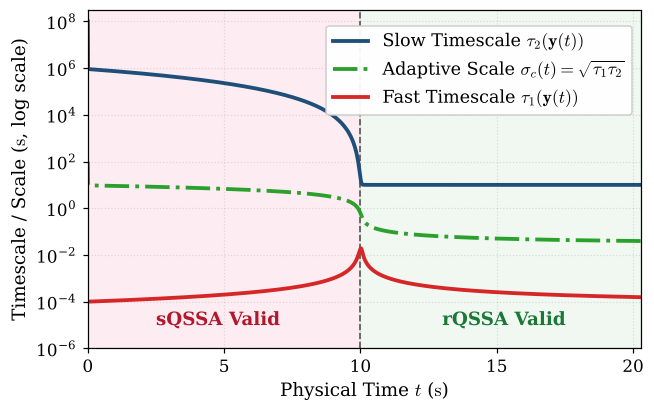 Timescale / Scale (s, log scale)
10⁸
10⁶
10⁴
10²
10⁰
10⁻²
10⁻⁴
10⁻⁶
Slow Timescale τ₂(y(t))
Adaptive Scale σ_c(t) = √τ₁τ₂
Fast Timescale τ₁(y(t))
sQSSA Valid
rQSSA Valid
0
5
10
15
20
Physical Time t (s)